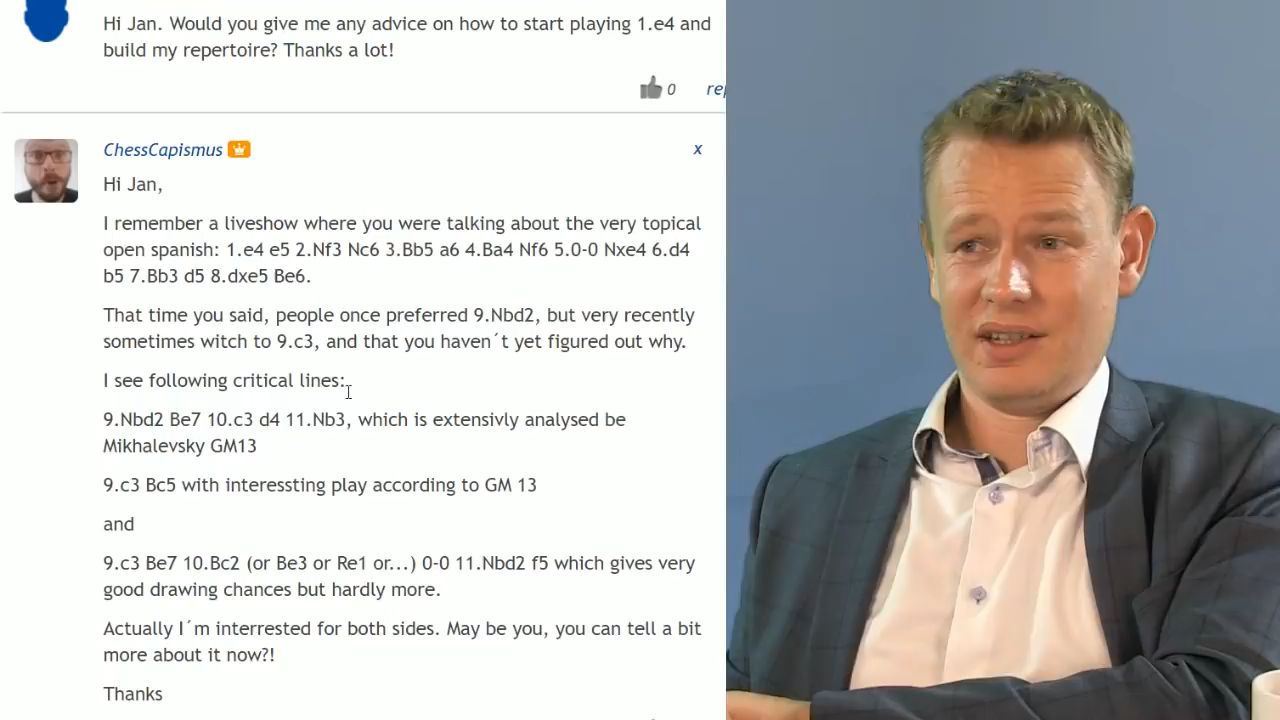 Hi Jan. Would you give me any advice on how to start playing 1.e4 and
build my repertoire? Thanks a lot!
0
ChessCapismus
x
Hi Jan,
I remember a liveshow where you were talking about the very topical
open spanish: 1.e4 e5 2.Nf3 Nc6 3.Bb5 a6 4.Ba4 Nf6 5.0-0 Nxe4 6.d4
b5 7.Bb3 d5 8.dxe5 Be6.
That time you said, people once preferred 9.Nbd2, but very recently
sometimes witch to 9.c3, and that you haven´t yet figured out why.
I see following critical lines:
9.Nbd2 Be7 10.c3 d4 11.Nb3, which is extensivly analysed be
Mikhalevsky GM13
9.c3 Bc5 with interessting play according to GM 13
and
9.c3 Be7 10.Bc2 (or Be3 or Re1 or...) 0-0 11.Nbd2 f5 which gives very
good drawing chances but hardly more.
Actually I´m interrested for both sides. May be you, you can tell a bit
more about it now?!
Thanks